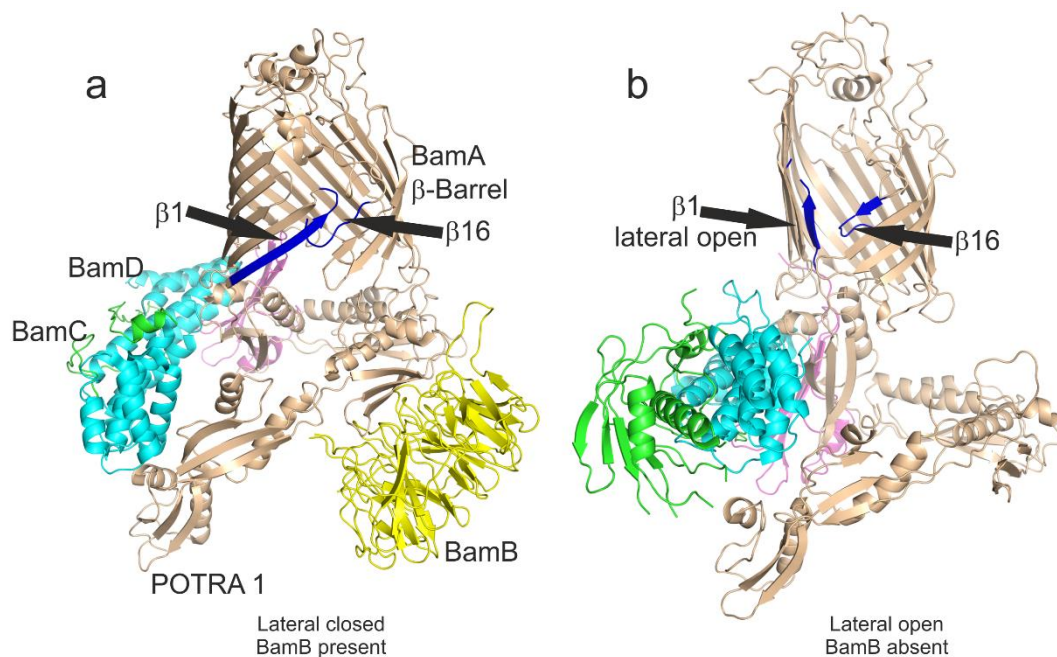 a
BamA
β-Barrel
β1
β16
BamD
BamC
BamB
POTRA 1
Lateral closed
BamB present
b
β1
lateral open
β16
Lateral open
BamB absent